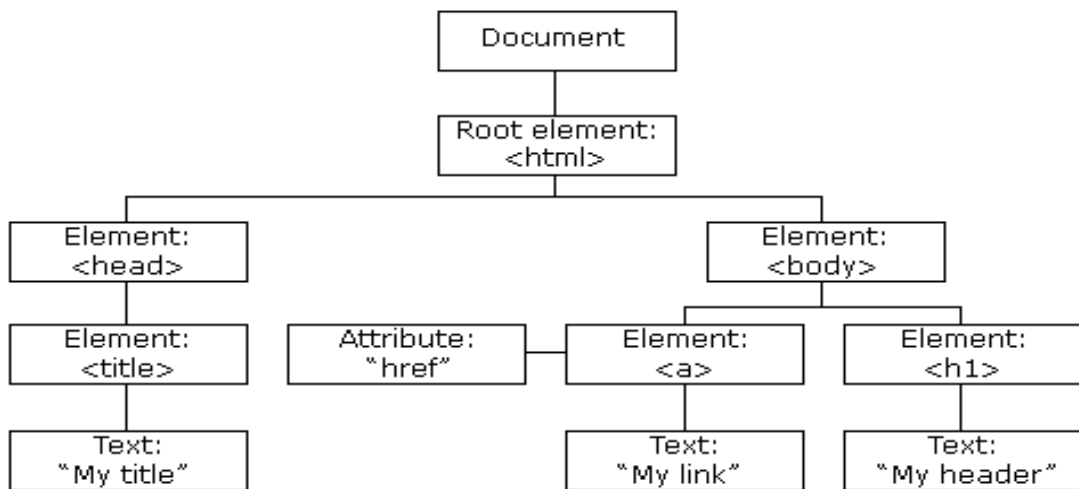 Document
Root element:
<html>
Element:
<head>
Element:
<body>
Element:
<title>
Attribute:
“href”
Element:
<a>
Element:
<h1>
Text:
“My title”
Text:
“My link”
Text:
“My header”